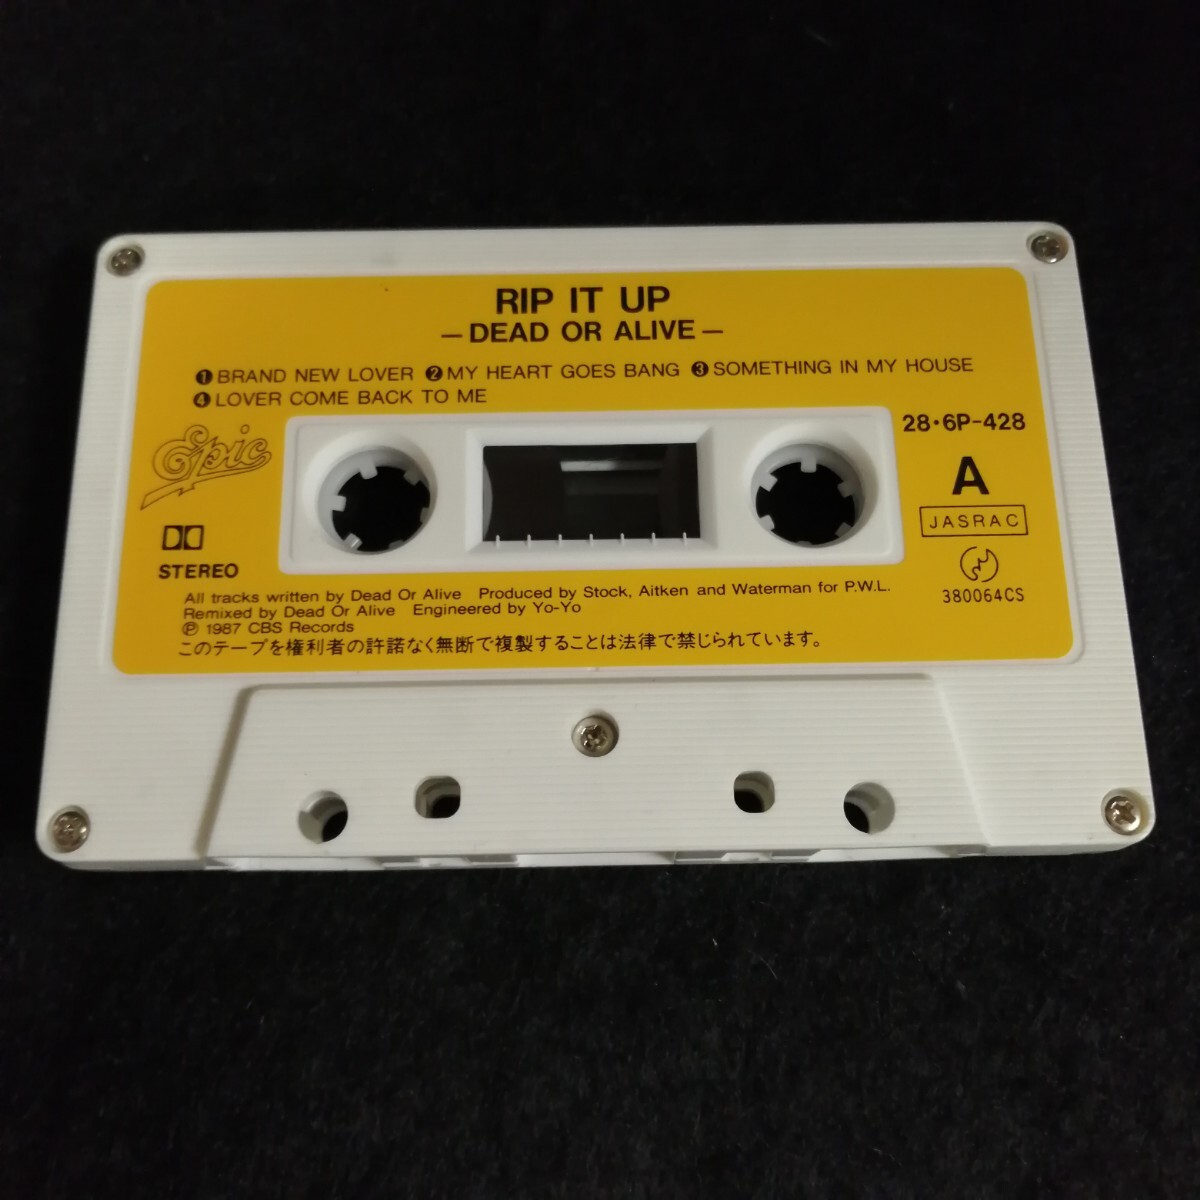 RIP IT UP
—DEAD OR ALIVE—
❶BRAND NEW LOVER ❷MY HEART GOES BANG ❸SOMETHING IN MY HOUSE
❹LOVER COME BACK TO ME
28・6P-428
Epic
A
JASRAC
STEREO
380064CS
All tracks written by Dead Or Alive Produced by Stock, Aitken and Waterman for P.W.L.
Remixed by Dead Or Alive Engineered by Yo-Yo
℗ 1987 CBS Records
このテープを権利者の許諾なく無断で複製することは法律で禁じられています。